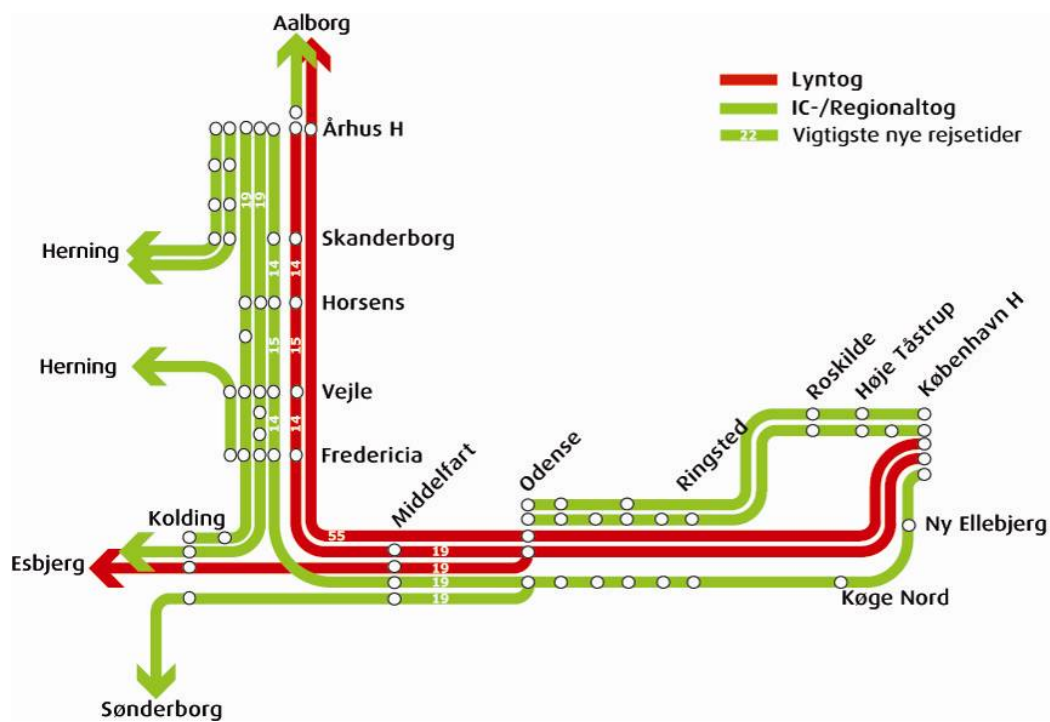 Aalborg
Lyntog
IC-/Regionaltog
22 Vigtigste nye rejsetider
Århus H
19
19
Skanderborg
Herning
14
14
Horsens
15
15
Herning
Vejle
14
14
Fredericia
Roskilde
Høje Tåstrup
København H
Middelfart
Odense
Ringsted
Kolding
Ny Ellebjerg
55
19
Esbjerg
19
19
Køge Nord
19
Sønderborg